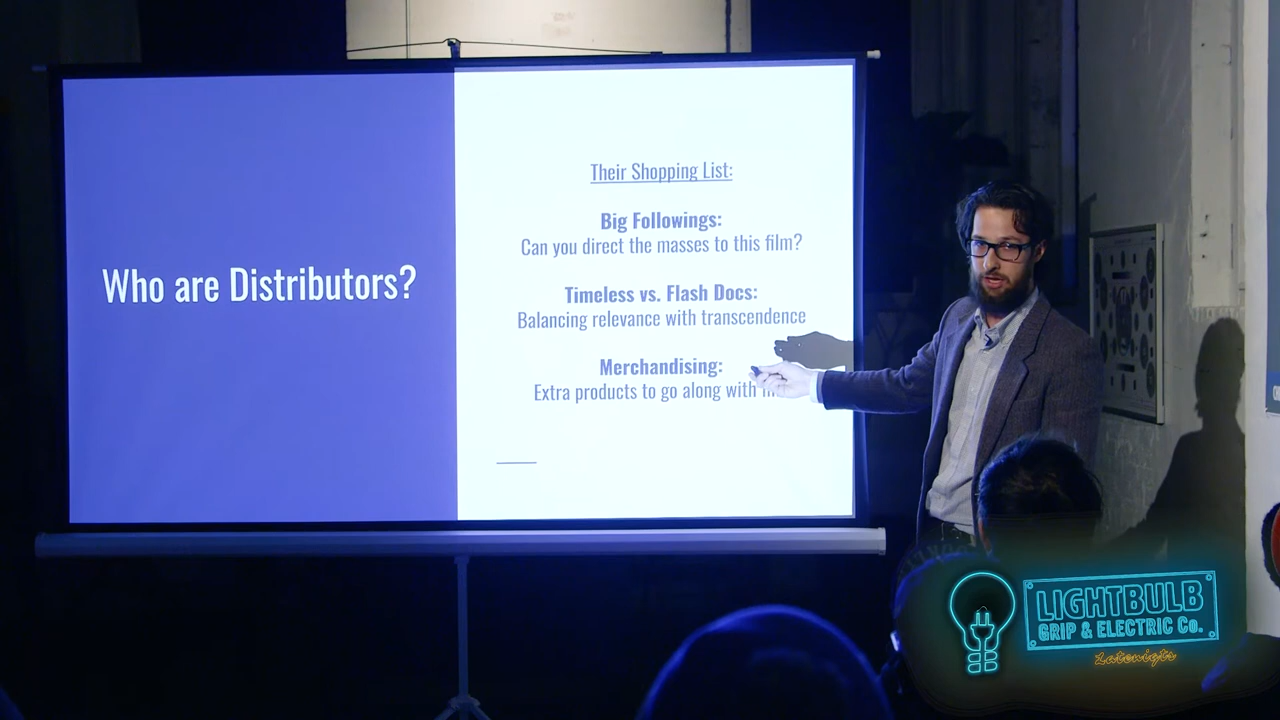 Who are Distributors?
Their Shopping List:
Big Followings:
Can you direct the masses to this film?
Timeless vs. Flash Docs:
Balancing relevance with transcendence
Merchandising:
Extra products to go along with
LIGHTBULB
GRIP & ELECTRIC Co.
Latenigts